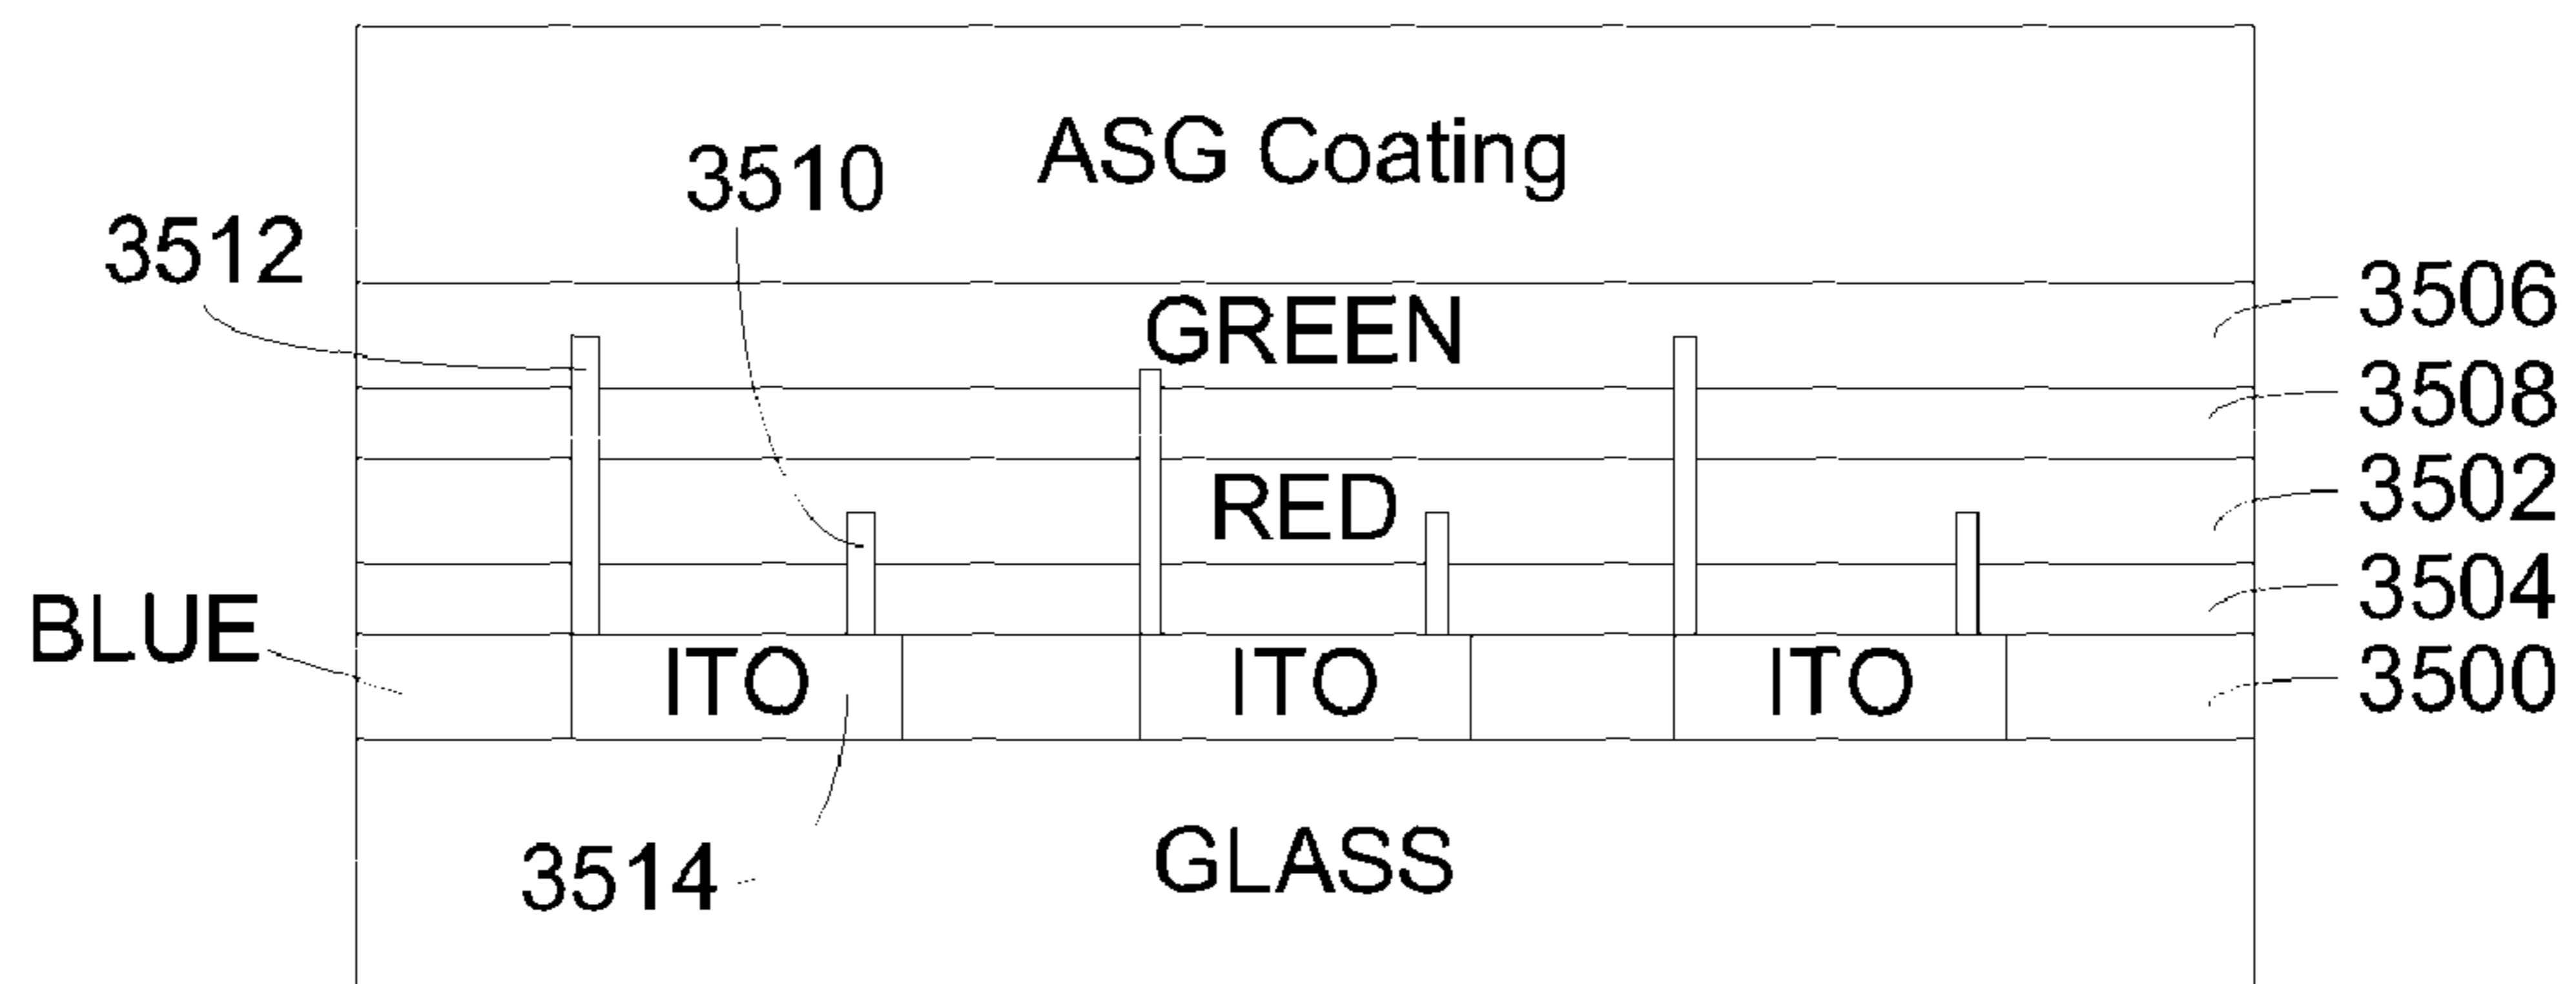 ASG Coating
3510
3512
3506
GREEN
3508
3502
RED
3504
BLUE
ITO ITO ITO
3500
3514
GLASS